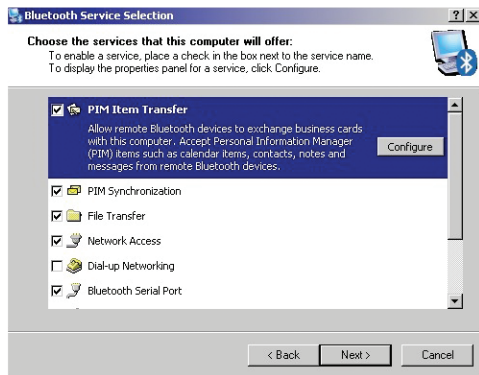 Bluetooth Service Selection
Choose the services that this computer will offer:
To enable a service, place a check in the box next to the service name.
To display the properties panel for a service, click Configure.
PIM Item Transfer
Allow remote Bluetooth devices to exchange business cards
with this computer. Accept Personal Information Manager
(PIM) items such as calendar items, contacts, notes and
messages from remote Bluetooth devices.
Configure
PIM Synchronization
File Transfer
Network Access
Dial-up Networking
Bluetooth Serial Port
< Back Next > Cancel